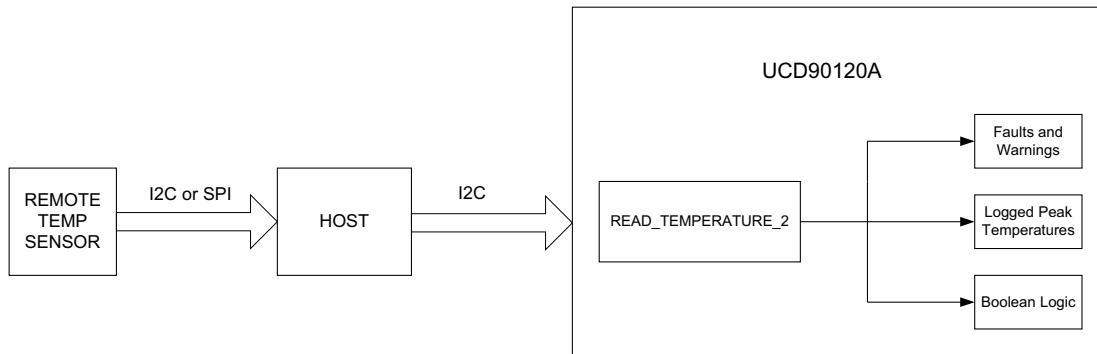 UCD90120A
REMOTE
TEMP
SENSOR
I2C or SPI
HOST
I2C
READ_TEMPERATURE_2
Faults and
Warnings
Logged Peak
Temperatures
Boolean Logic